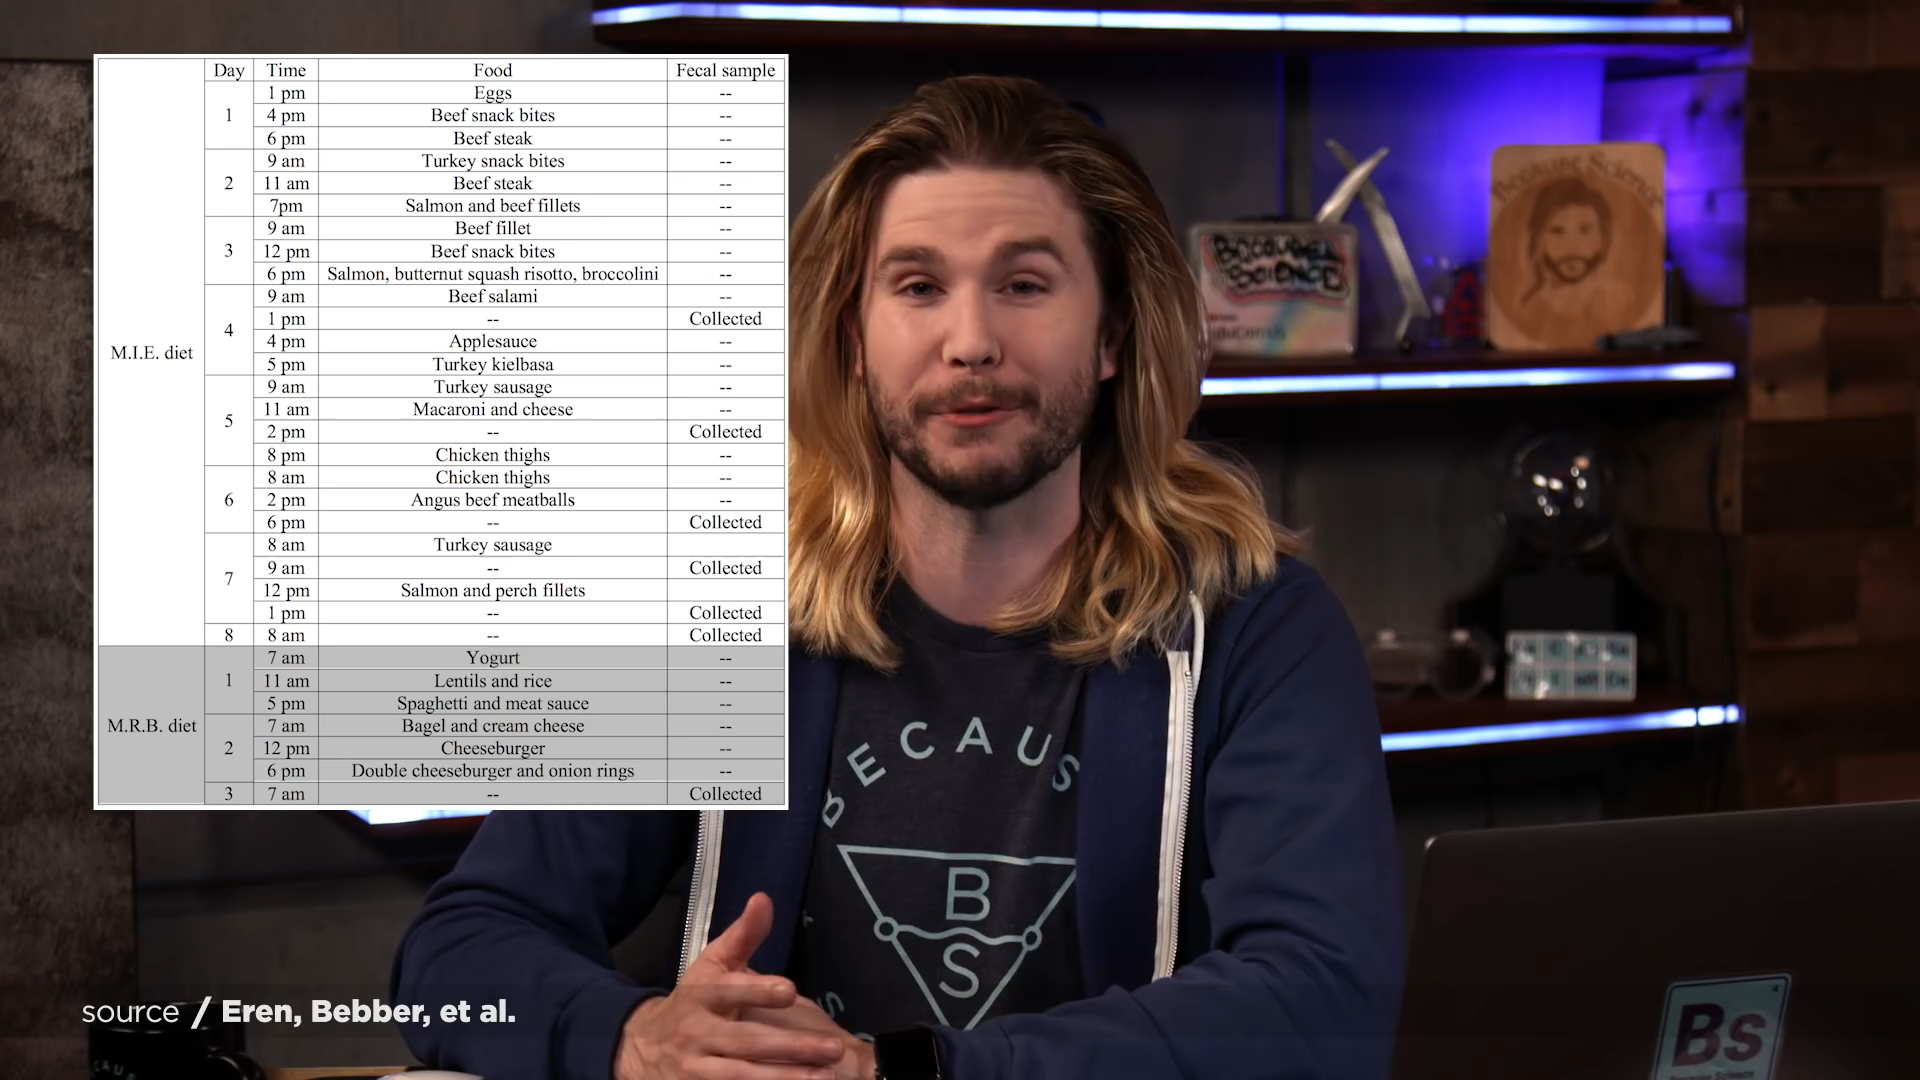 Day Time Food Fecal sample
M.I.E. diet
1
1 pm Eggs --
4 pm Beef snack bites --
6 pm Beef steak --
2
9 am Turkey snack bites --
11 am Beef steak --
7pm Salmon and beef fillets --
3
9 am Beef fillet --
12 pm Beef snack bites --
6 pm Salmon, butternut squash risotto, broccolini --
4
9 am Beef salami --
1 pm -- Collected
4 pm Applesauce --
5 pm Turkey kielbasa --
5
9 am Turkey sausage --
11 am Macaroni and cheese --
2 pm -- Collected
8 pm Chicken thighs --
6
8 am Chicken thighs --
2 pm Angus beef meatballs --
6 pm -- Collected
7
8 am Turkey sausage
9 am -- Collected
12 pm Salmon and perch fillets
1 pm -- Collected
8 8 am -- Collected
M.R.B. diet
1
7 am Yogurt --
11 am Lentils and rice --
5 pm Spaghetti and meat sauce --
2
7 am Bagel and cream cheese --
12 pm Cheeseburger --
6 pm Double cheeseburger and onion rings --
3 7 am -- Collected
Because Science
BECAUS
B
S
Bs
source / Eren, Bebber, et al.
CAUS